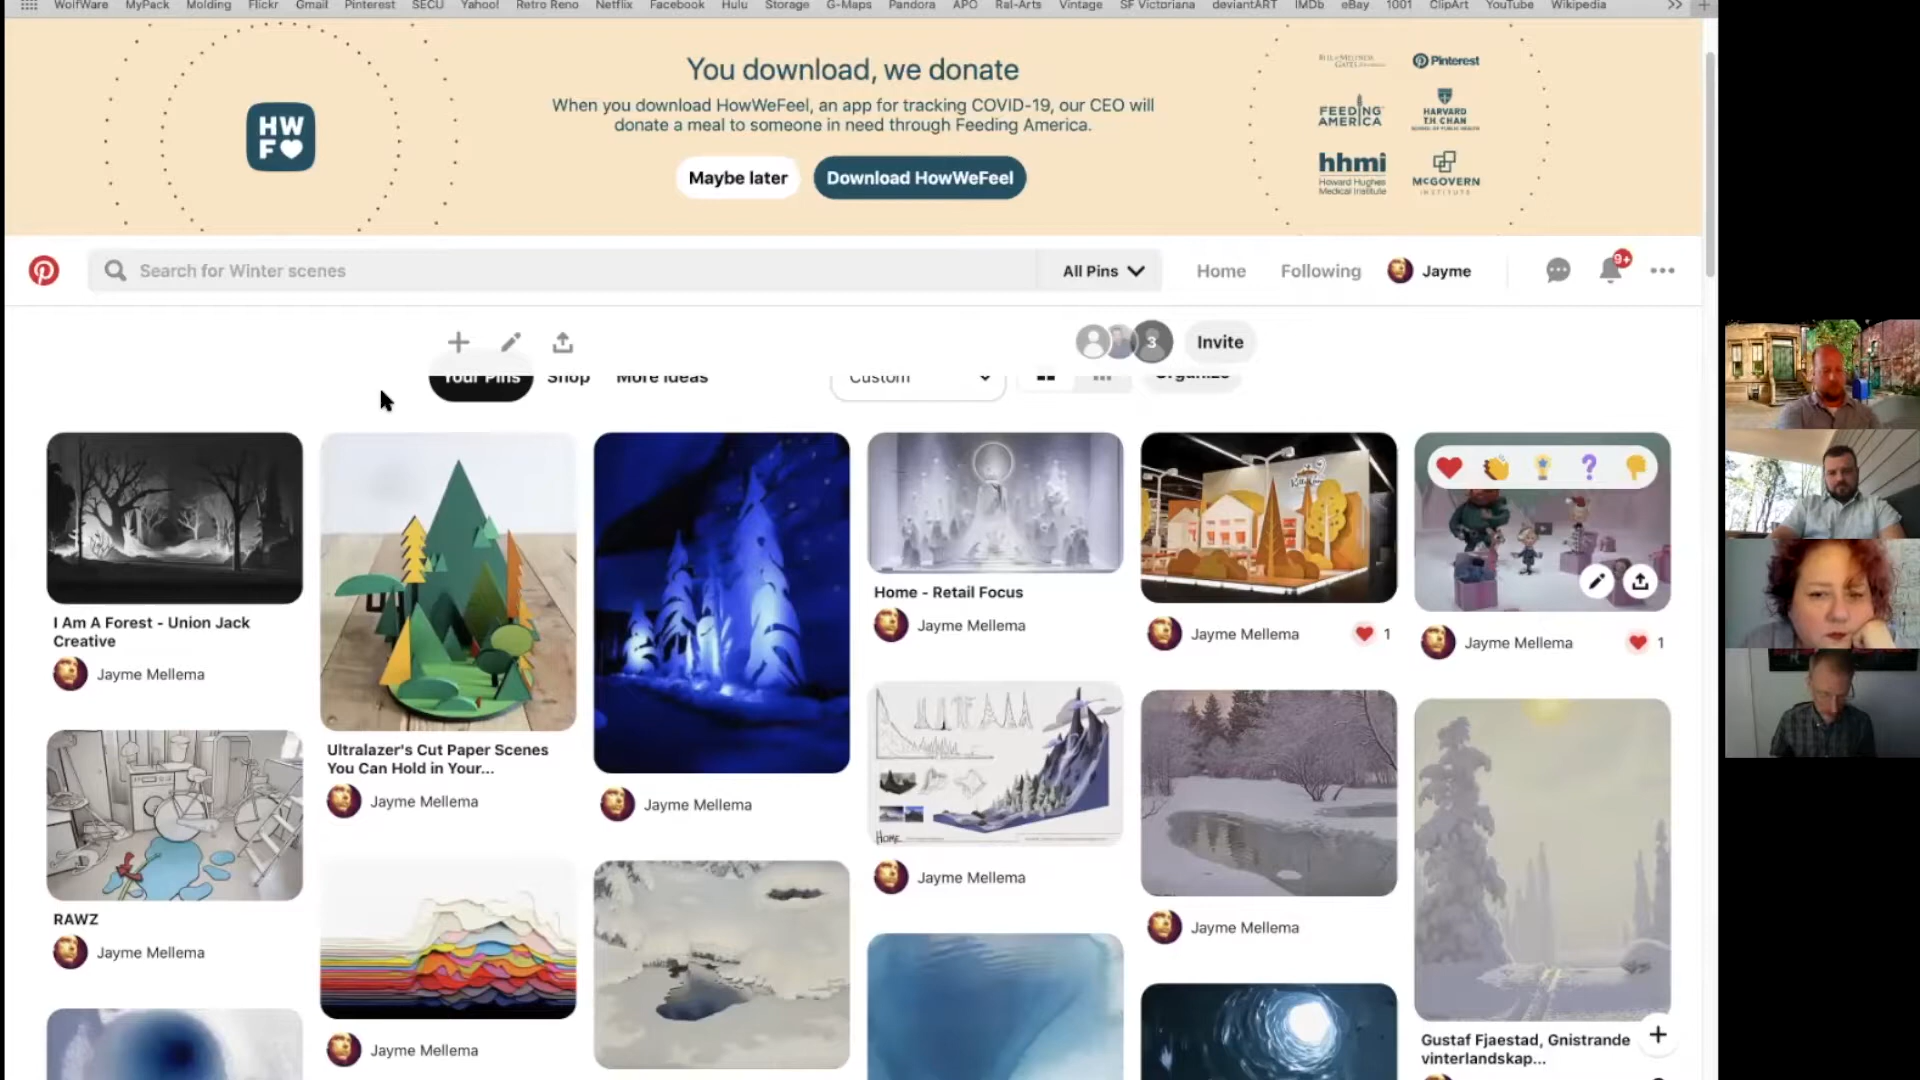 WolfWare MyPack Molding Flickr Gmail Pinterest SECU Yahoo! Retro Reno Netflix Facebook Hulu Storage G-Maps Pandora APO Ral-Arts Vintage SF Victoriana deviantART IMDb eBay 1001 ClipArt YouTube Wikipedia >>
You download, we donate
When you download HowWeFeel, an app for tracking COVID-19, our CEO will
donate a meal to someone in need through Feeding America.
Maybe later Download HowWeFeel
HW
F
Pinterest
FEEDING
AMERICA
HARVARD
T.H. CHAN
hhmi
Howard Hughes
Medical Institute
McGOVERN
INSTITUTE
Search for Winter scenes
All Pins Home Following Jayme 9+
3 Invite
Your Pins Shop More Ideas Custom Organize
I Am A Forest - Union Jack
Creative
Jayme Mellema
RAWZ
Jayme Mellema
Ultralazer's Cut Paper Scenes
You Can Hold in Your...
Jayme Mellema
Jayme Mellema
Jayme Mellema
Home - Retail Focus
Jayme Mellema
HOME
Jayme Mellema
Jayme Mellema 1
Jayme Mellema
?
Jayme Mellema 1
Gustaf Fjaestad, Gnistrande
vinterlandskap...